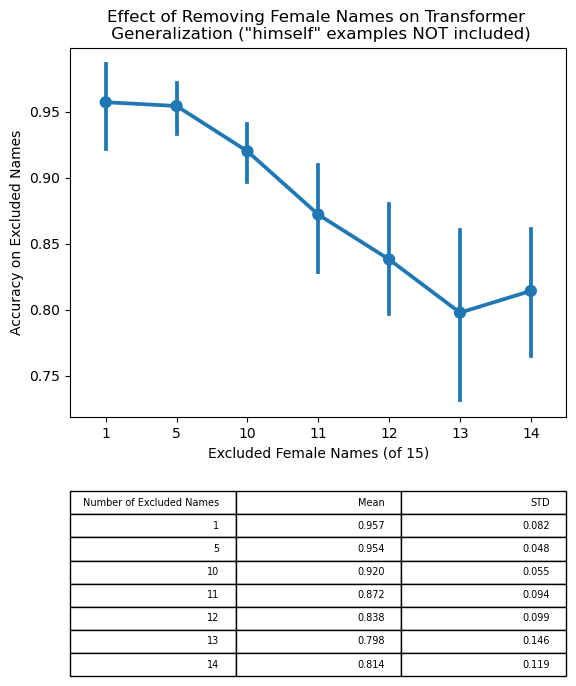 Effect of Removing Female Names on Transformer
Generalization ("himself" examples NOT included)
Accuracy on Excluded Names
0.95
0.90
0.85
0.80
0.75
1 5 10 11 12 13 14
Excluded Female Names (of 15)
Number of Excluded Names Mean STD
1 0.957 0.082
5 0.954 0.048
10 0.920 0.055
11 0.872 0.094
12 0.838 0.099
13 0.798 0.146
14 0.814 0.119